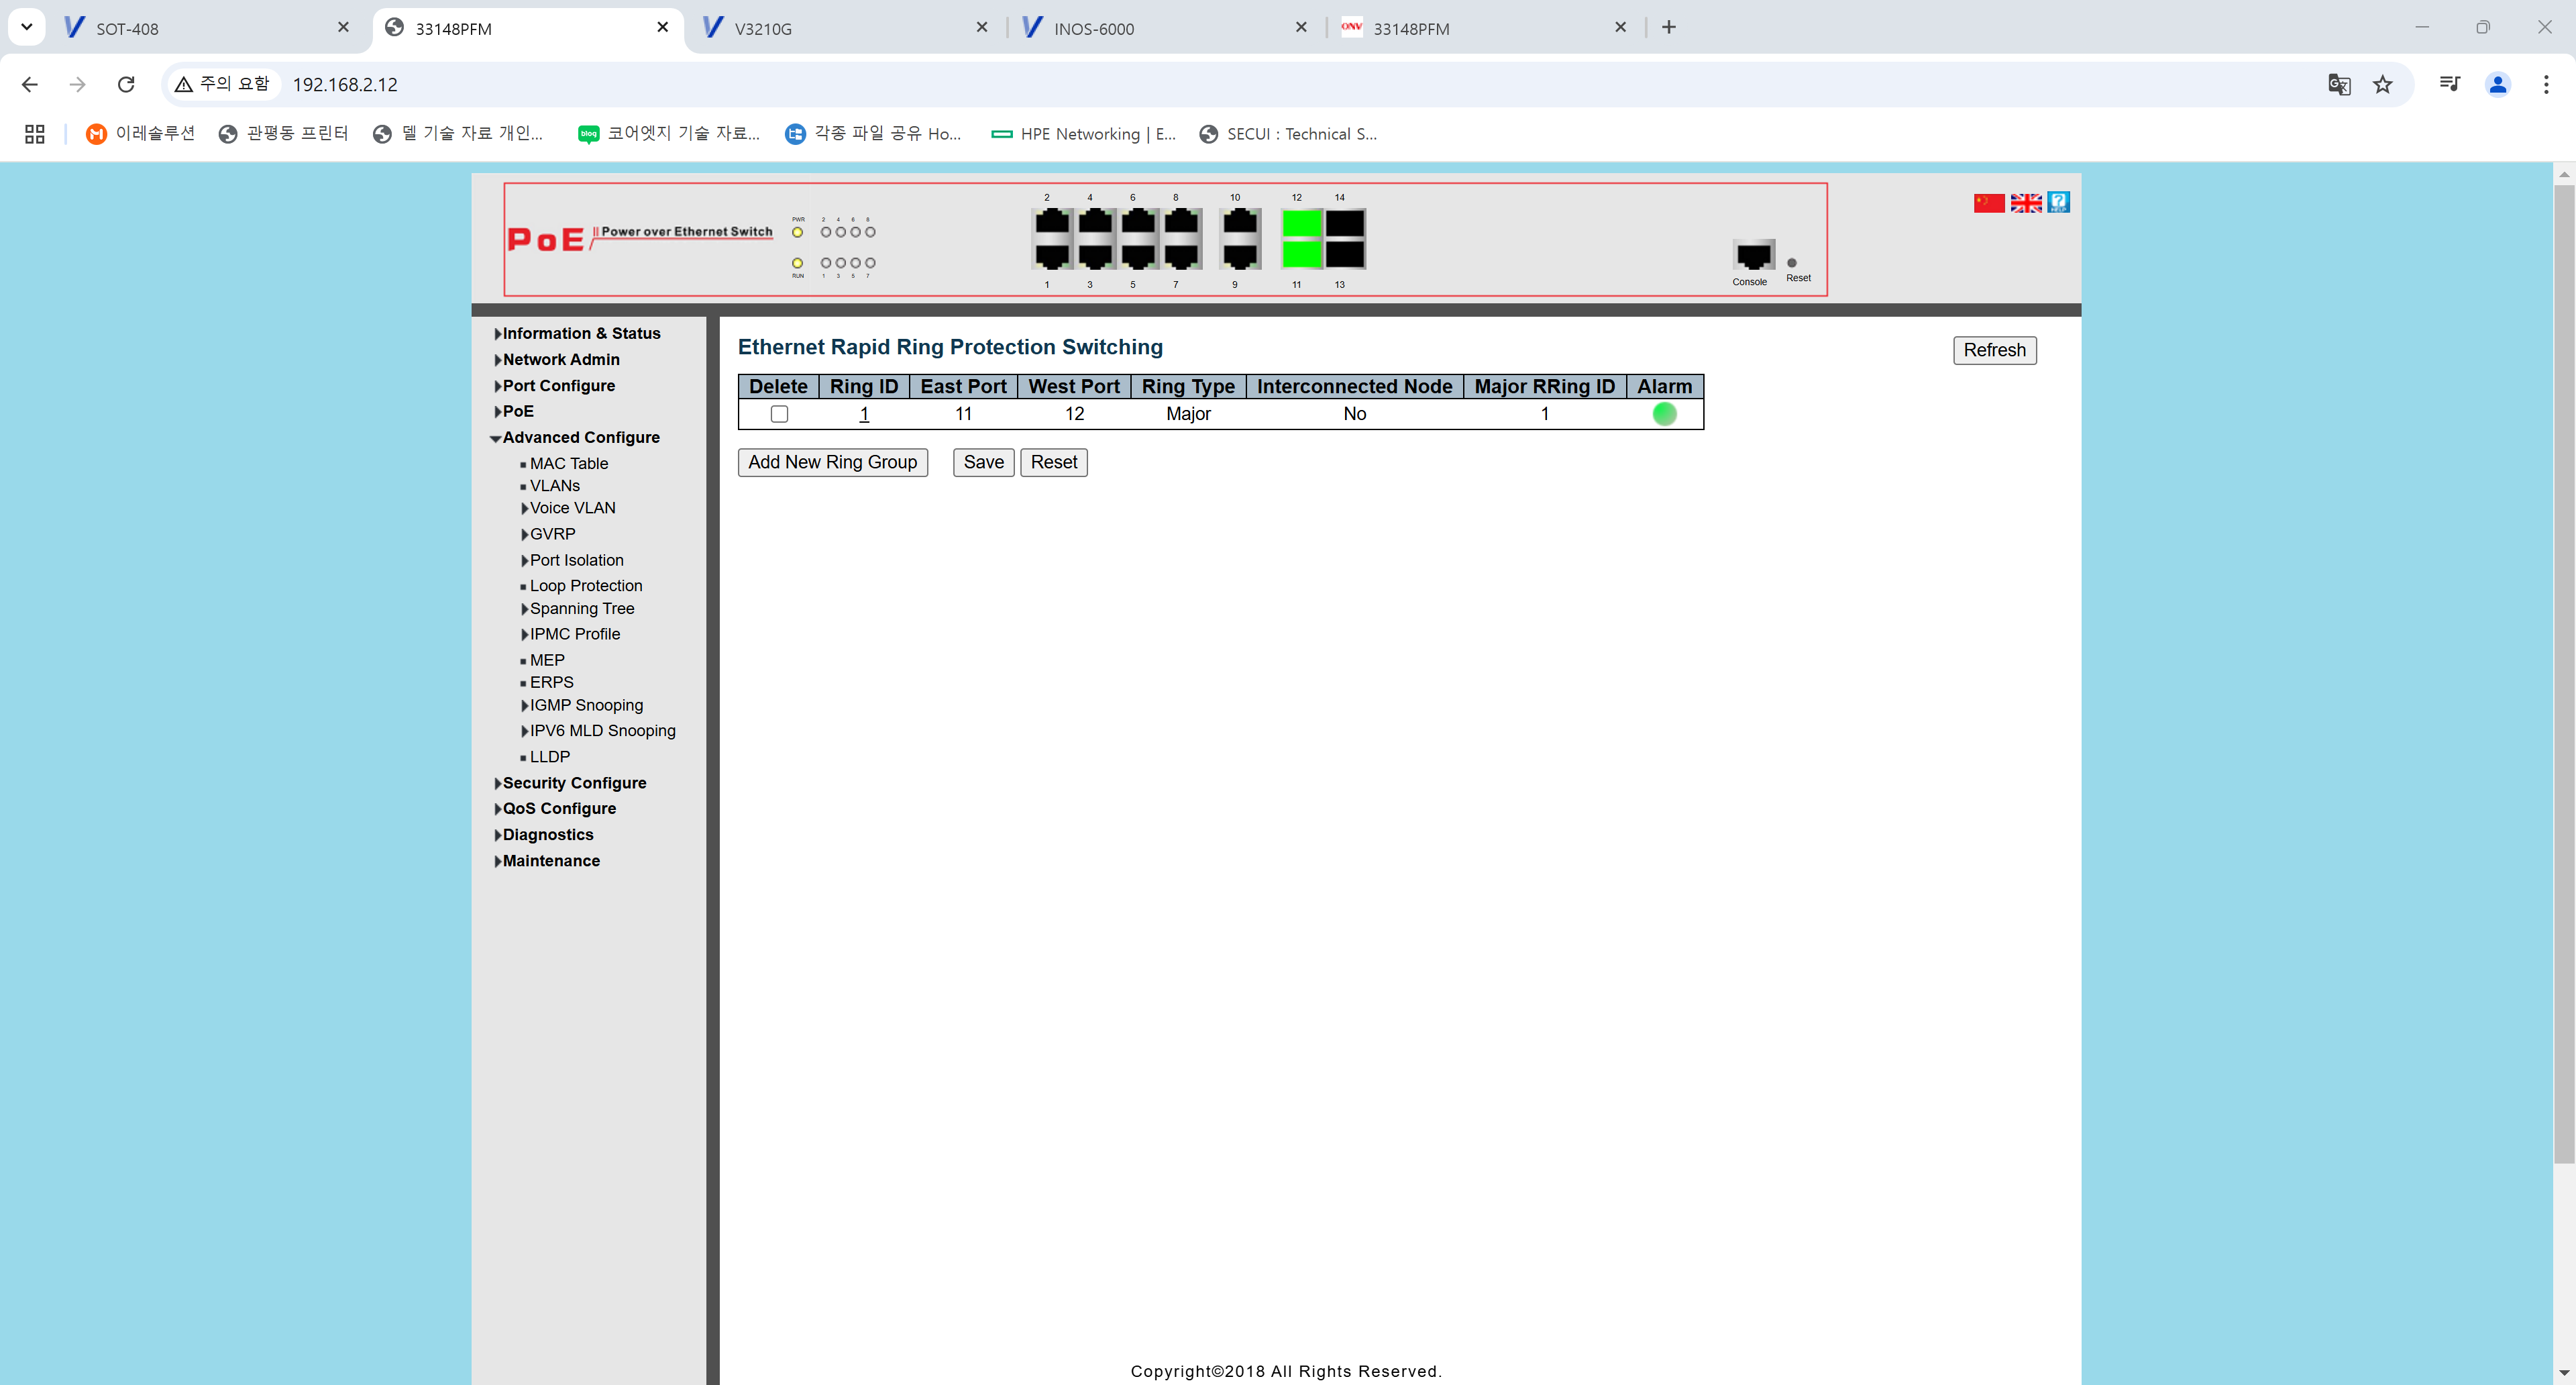 SOT-408 33148PFM V3210G INOS-6000 ONV 33148PFM
주의 요함 192.168.2.12
이레솔루션 관평동 프린터 델 기술 자료 개인... blog 코어엣지 기술 자료... 각종 파일 공유 Ho... HPE Networking | E... SECUI : Technical S...
2 4 6 8 10 12 14
PWR 2 4 6 8
PoE Power over Ethernet Switch
RUN 1 3 5 7
1 3 5 7 9 11 13
Console Reset
HELP
Information & Status
Network Admin
Port Configure
PoE
Advanced Configure
MAC Table
VLANs
Voice VLAN
GVRP
Port Isolation
Loop Protection
Spanning Tree
IPMC Profile
MEP
ERPS
IGMP Snooping
IPV6 MLD Snooping
LLDP
Security Configure
QoS Configure
Diagnostics
Maintenance
Ethernet Rapid Ring Protection Switching
Refresh
Delete Ring ID East Port West Port Ring Type Interconnected Node Major RRing ID Alarm
1 11 12 Major No 1
Add New Ring Group Save Reset
Copyright©2018 All Rights Reserved.